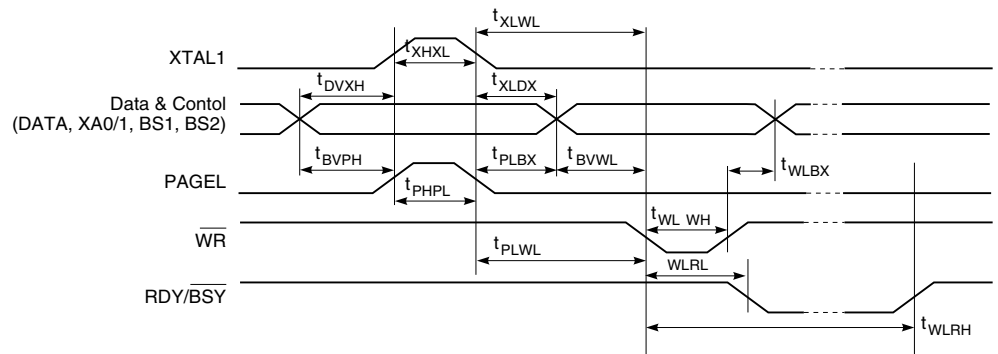 tXLWL
XTAL1
tXHXL
tDVXH
tXLDX
Data & Contol
(DATA, XA0/1, BS1, BS2)
tBVPH
tPLBX
tBVWL
tWLBX
PAGEL
tPHPL
tWL WH
WR
tPLWL
WLRL
RDY/BSY
tWLRH